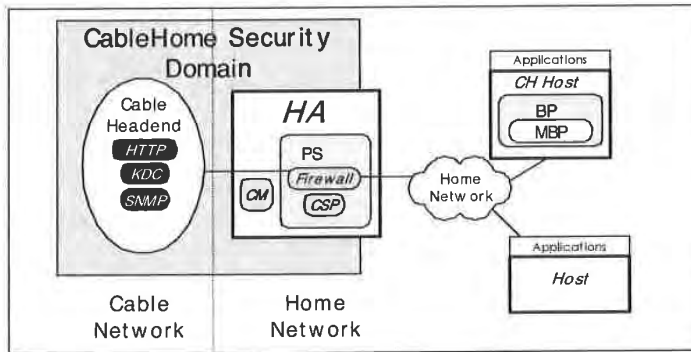 CableHome Security
Domain
Cable
Headend
HTTP
KDC
SNMP
HA
PS
Firewall
CM
CSP
Home
Network
Applications
CH Host
BP
MBP
Applications
Host
Cable
Network
Home
Network